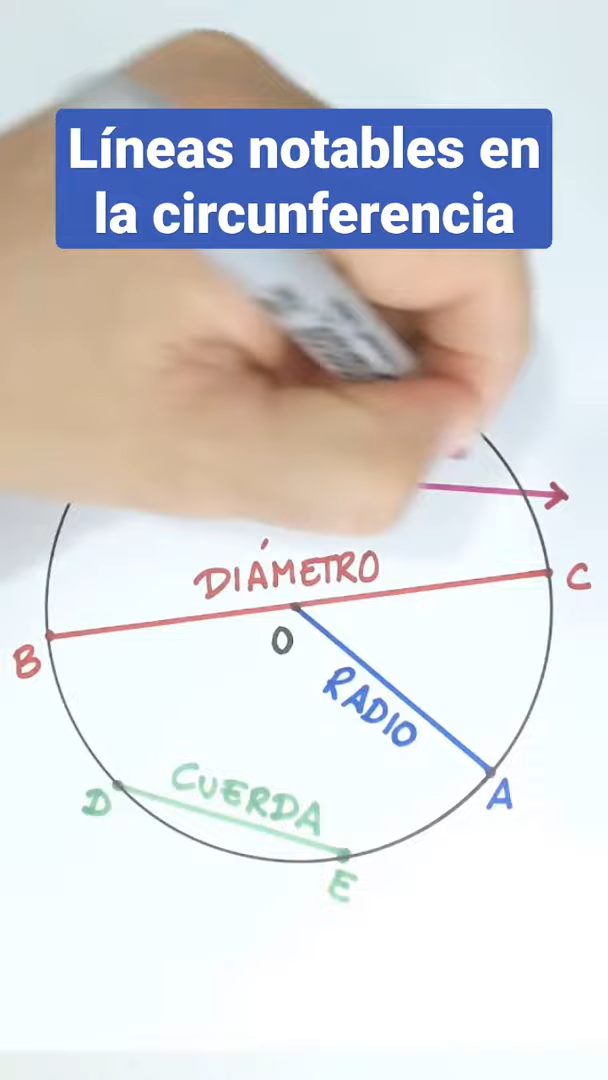 Líneas notables en
la circunferencia
DIÁMETRO
C
B
O
RADIO
A
CUERDA
D
E